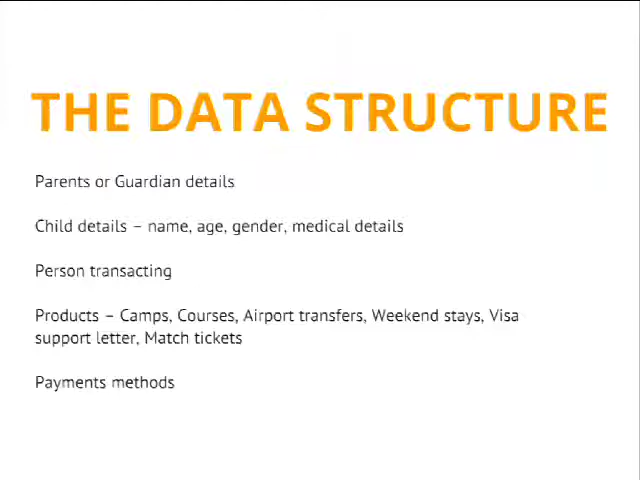 THE DATA STRUCTURE
Parents or Guardian details
Child details – name, age, gender, medical details
Person transacting
Products – Camps, Courses, Airport transfers, Weekend stays, Visa
support letter, Match tickets
Payments methods